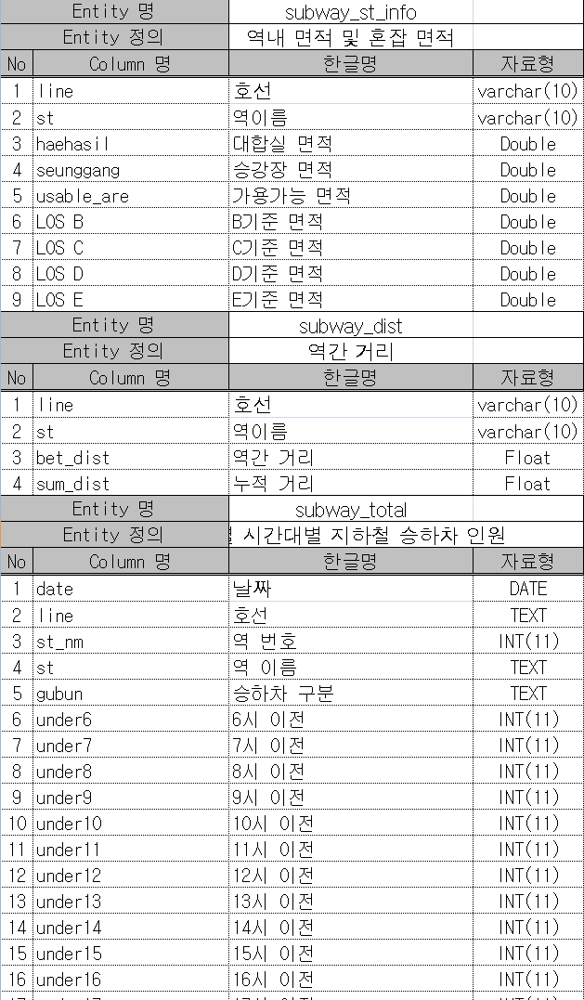 Entity 명 subway_st_info
Entity 정의 역내 면적 및 혼잡 면적
No Column 명 한글명 자료형
1 line 호선 varchar(10)
2 st 역이름 varchar(10)
3 haehasil 대합실 면적 Double
4 seunggang 승강장 면적 Double
5 usable_are 가용가능 면적 Double
6 LOS B B기준 면적 Double
7 LOS C C기준 면적 Double
8 LOS D D기준 면적 Double
9 LOS E E기준 면적 Double
Entity 명 subway_dist
Entity 정의 역간 거리
No Column 명 한글명 자료형
1 line 호선 varchar(10)
2 st 역이름 varchar(10)
3 bet_dist 역간 거리 Float
4 sum_dist 누적 거리 Float
Entity 명 subway_total
Entity 정의 시간대별 지하철 승하차 인원
No Column 명 한글명 자료형
1 date 날짜 DATE
2 line 호선 TEXT
3 st_nm 역 번호 INT(11)
4 st 역 이름 TEXT
5 gubun 승하차 구분 TEXT
6 under6 6시 이전 INT(11)
7 under7 7시 이전 INT(11)
8 under8 8시 이전 INT(11)
9 under9 9시 이전 INT(11)
10 under10 10시 이전 INT(11)
11 under11 11시 이전 INT(11)
12 under12 12시 이전 INT(11)
13 under13 13시 이전 INT(11)
14 under14 14시 이전 INT(11)
15 under15 15시 이전 INT(11)
16 under16 16시 이전 INT(11)